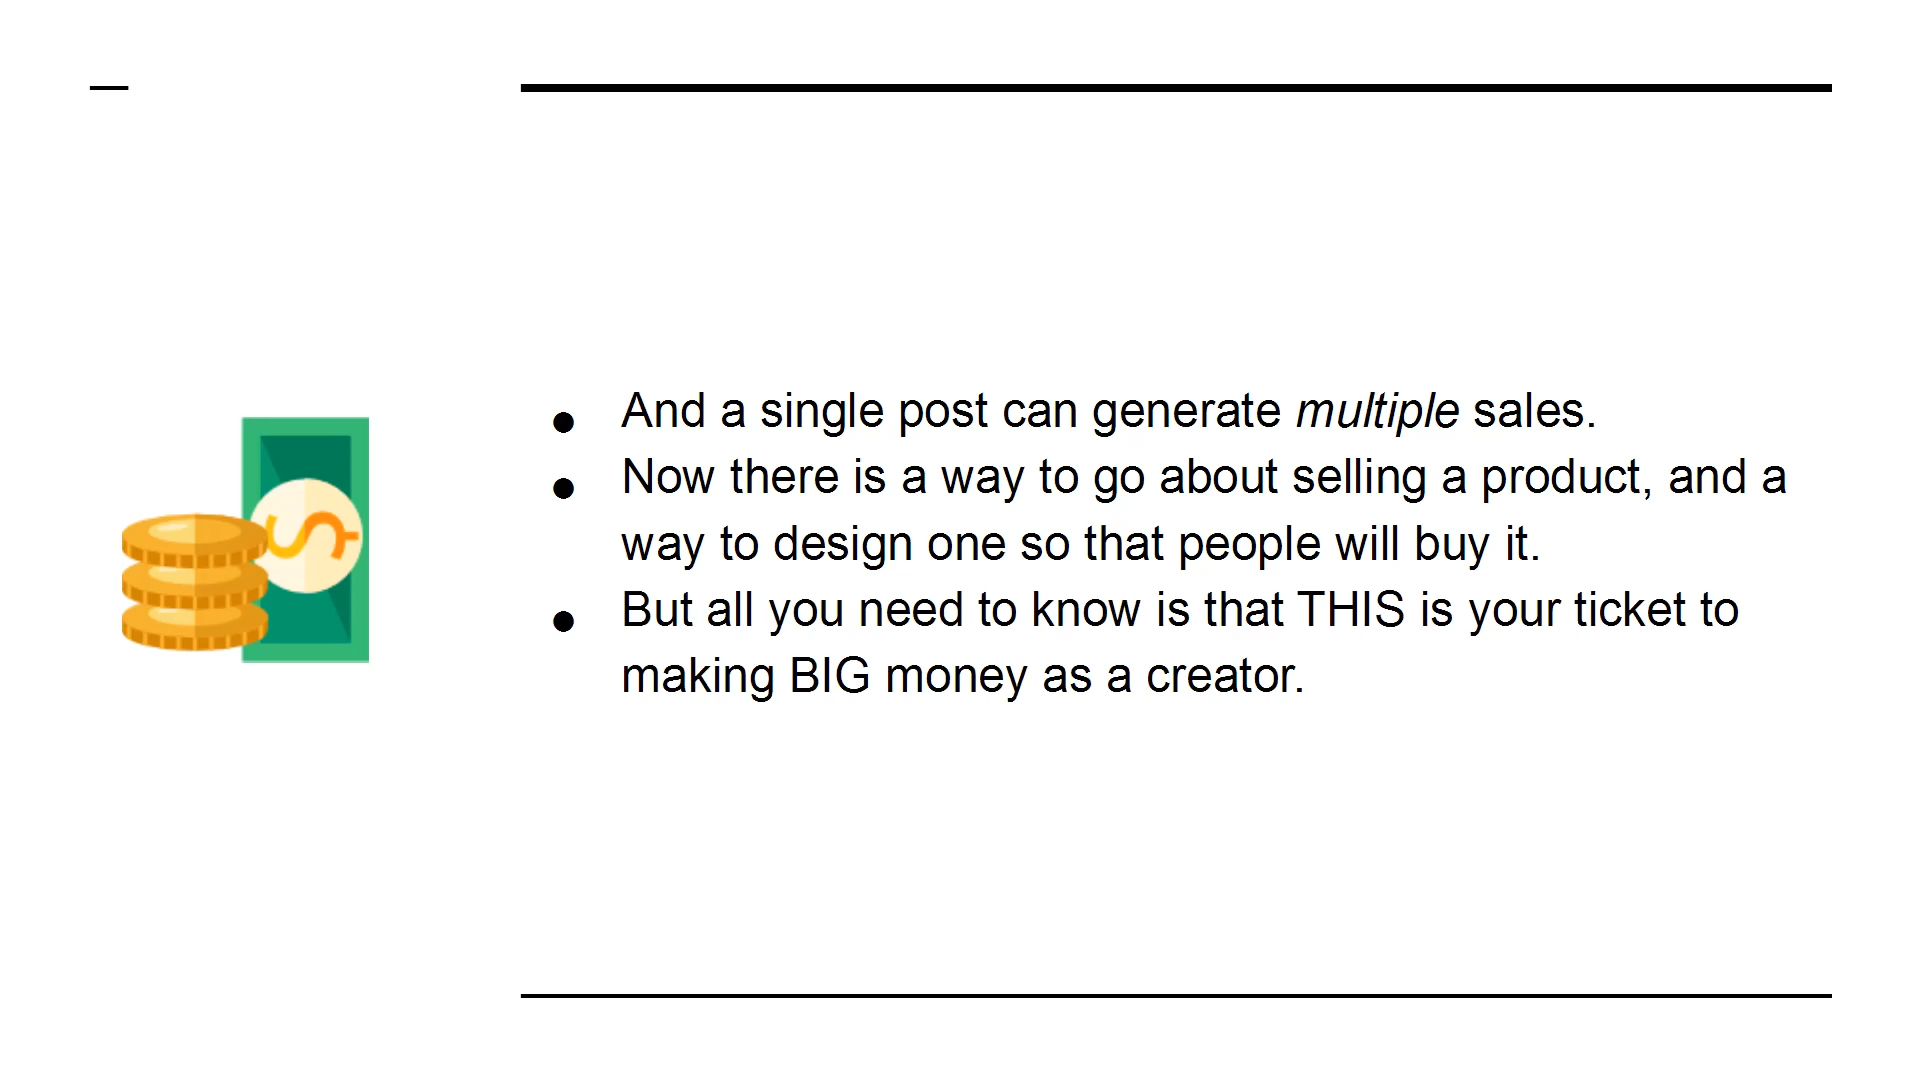 ● And a single post can generate multiple sales.
● Now there is a way to go about selling a product, and a
way to design one so that people will buy it.
● But all you need to know is that THIS is your ticket to
making BIG money as a creator.